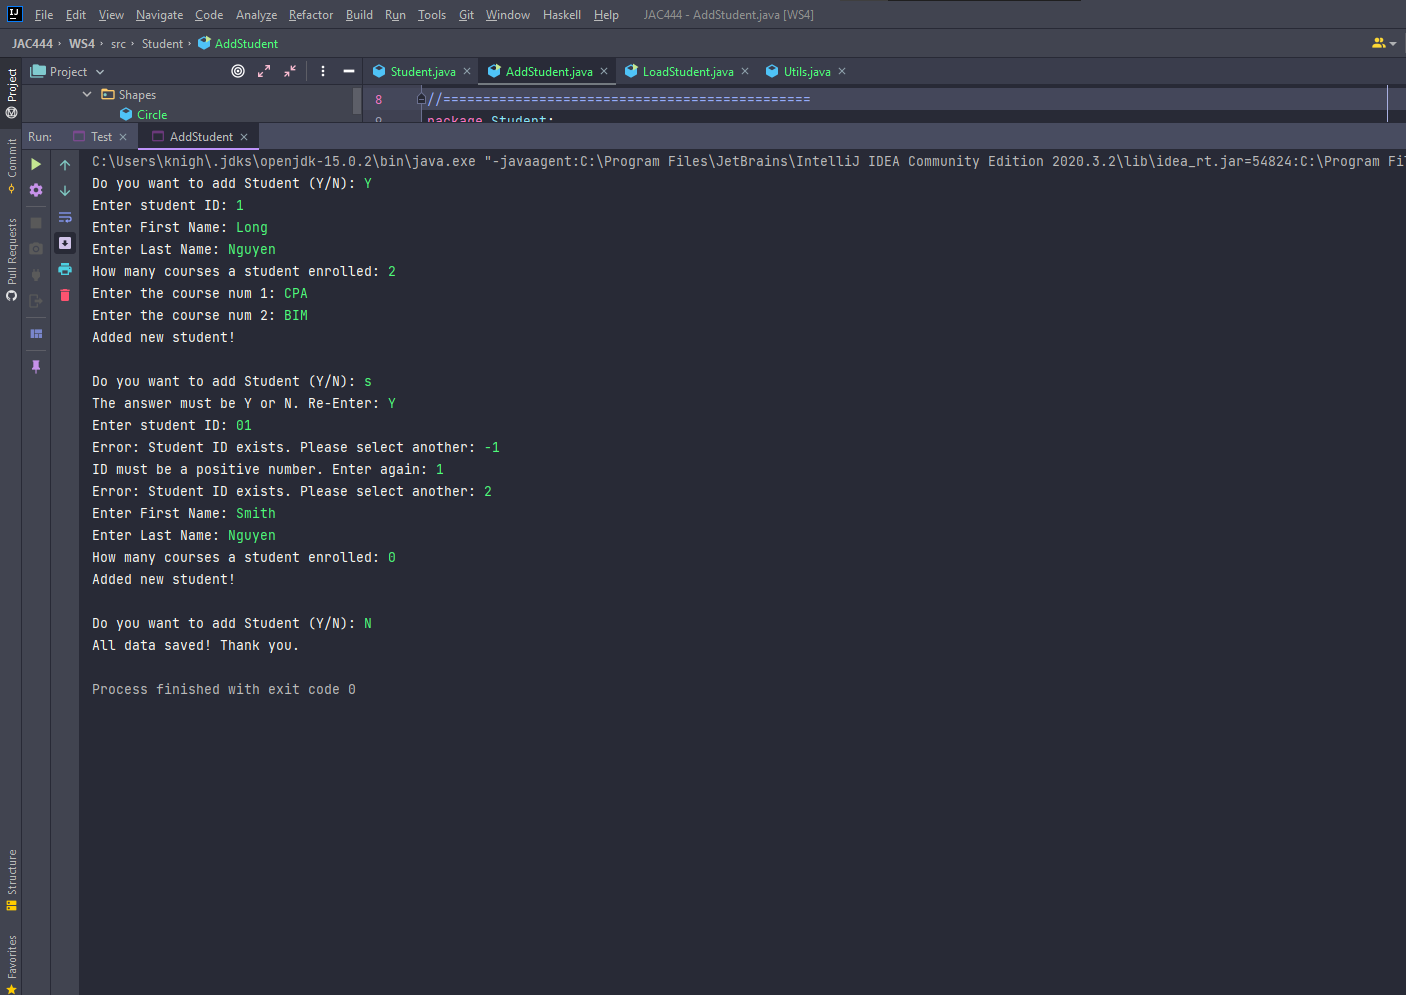 IJ File Edit View Navigate Code Analyze Refactor Build Run Tools Git Window Haskell Help JAC444 - AddStudent.java [WS4]
JAC444 › WS4 › src › Student › AddStudent
Project
Student.java AddStudent.java LoadStudent.java Utils.java
Shapes
Circle
8 //==============================================
9 package Student;
Run: Test AddStudent
C:\Users\knigh\.jdks\openjdk-15.0.2\bin\java.exe "-javaagent:C:\Program Files\JetBrains\IntelliJ IDEA Community Edition 2020.3.2\lib\idea_rt.jar=54824:C:\Program Fil
Do you want to add Student (Y/N): Y
Enter student ID: 1
Enter First Name: Long
Enter Last Name: Nguyen
How many courses a student enrolled: 2
Enter the course num 1: CPA
Enter the course num 2: BIM
Added new student!
Do you want to add Student (Y/N): s
The answer must be Y or N. Re-Enter: Y
Enter student ID: 01
Error: Student ID exists. Please select another: -1
ID must be a positive number. Enter again: 1
Error: Student ID exists. Please select another: 2
Enter First Name: Smith
Enter Last Name: Nguyen
How many courses a student enrolled: 0
Added new student!
Do you want to add Student (Y/N): N
All data saved! Thank you.
Process finished with exit code 0
Project
Commit
Pull Requests
Structure
Favorites